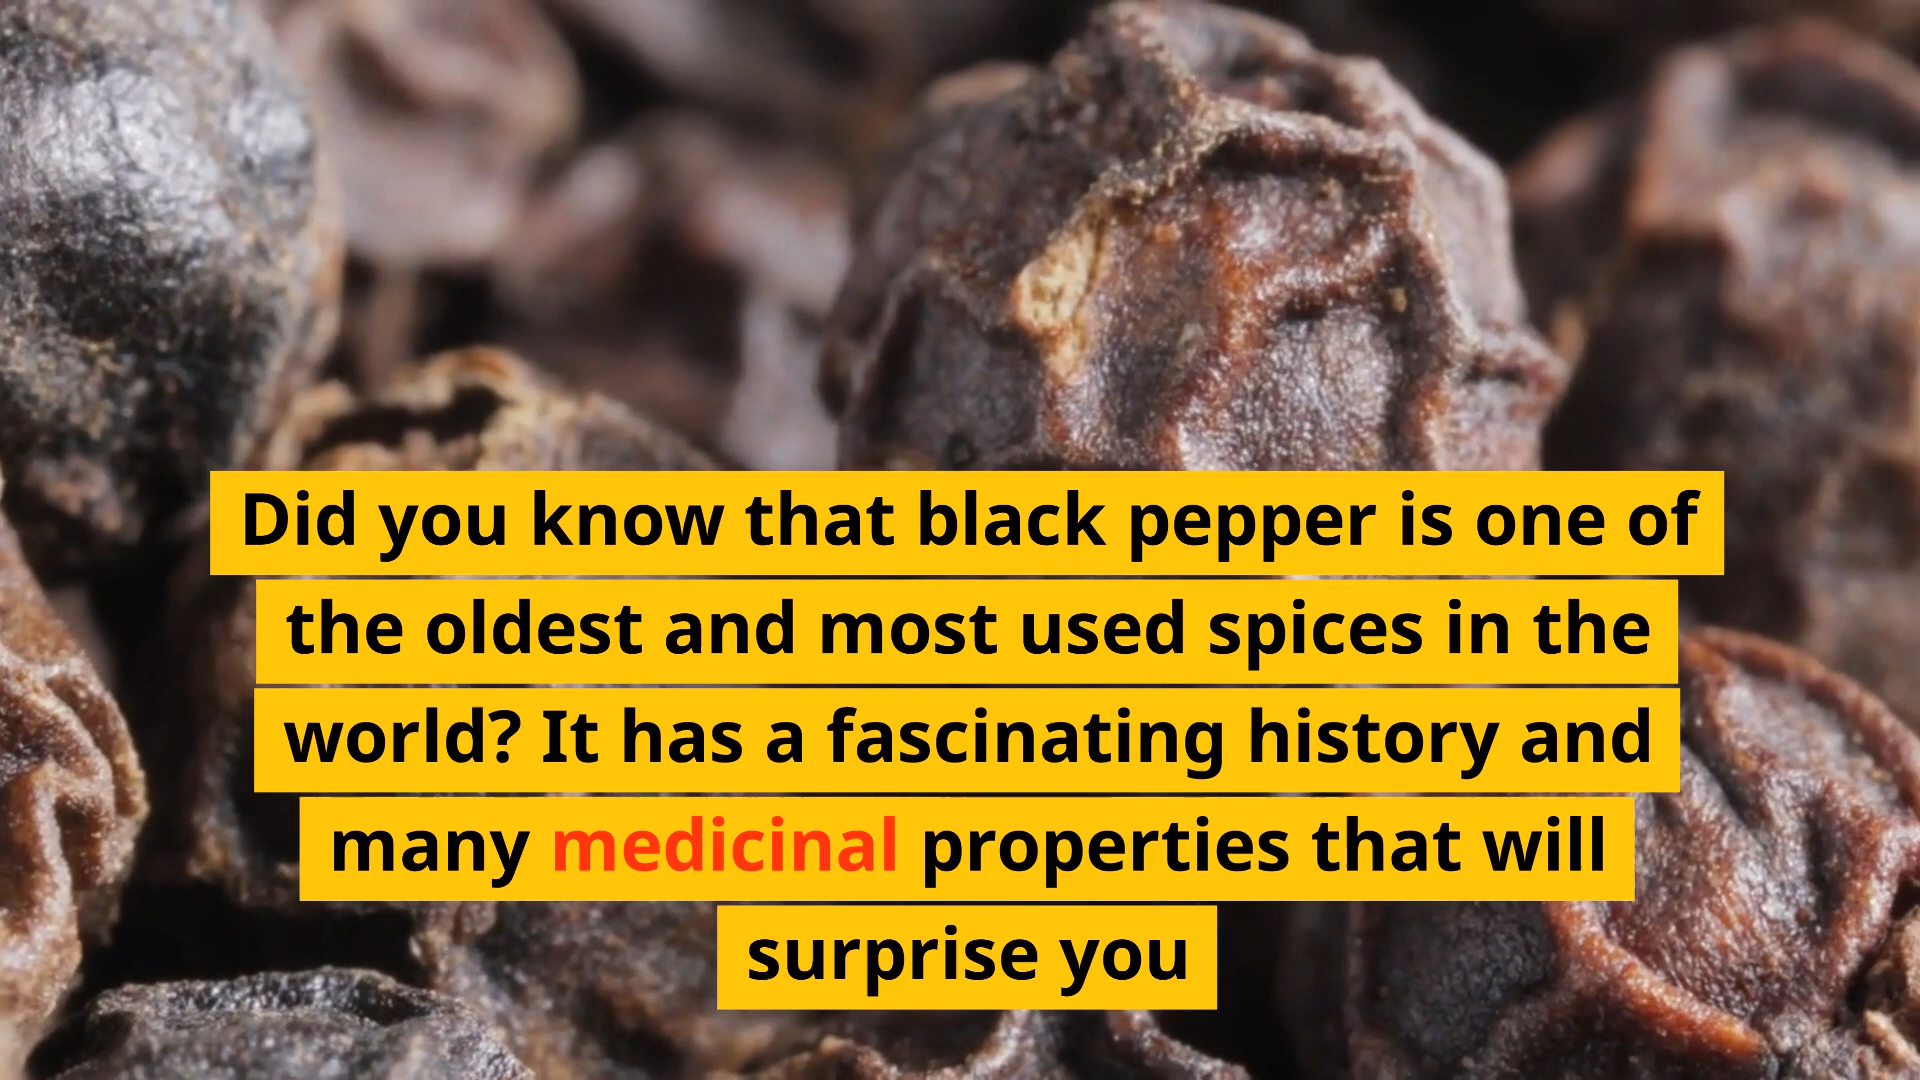 Did you know that black pepper is one of
the oldest and most used spices in the
world? It has a fascinating history and
many medicinal properties that will
surprise you